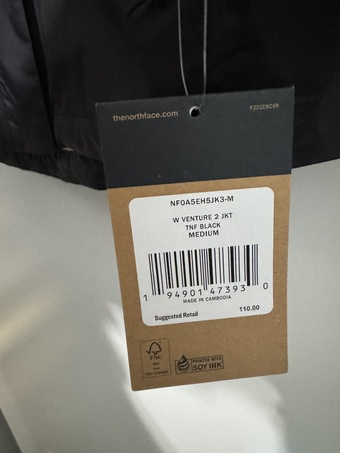 thenorthface.com
F22GENCVR
NF0A5EH5JK3-M
W VENTURE 2 JKT
TNF BLACK
MEDIUM
1 94901 47393 0
MADE IN CAMBODIA
Suggested Retail 110.00
FSC
PRINTED WITH
SOY INK